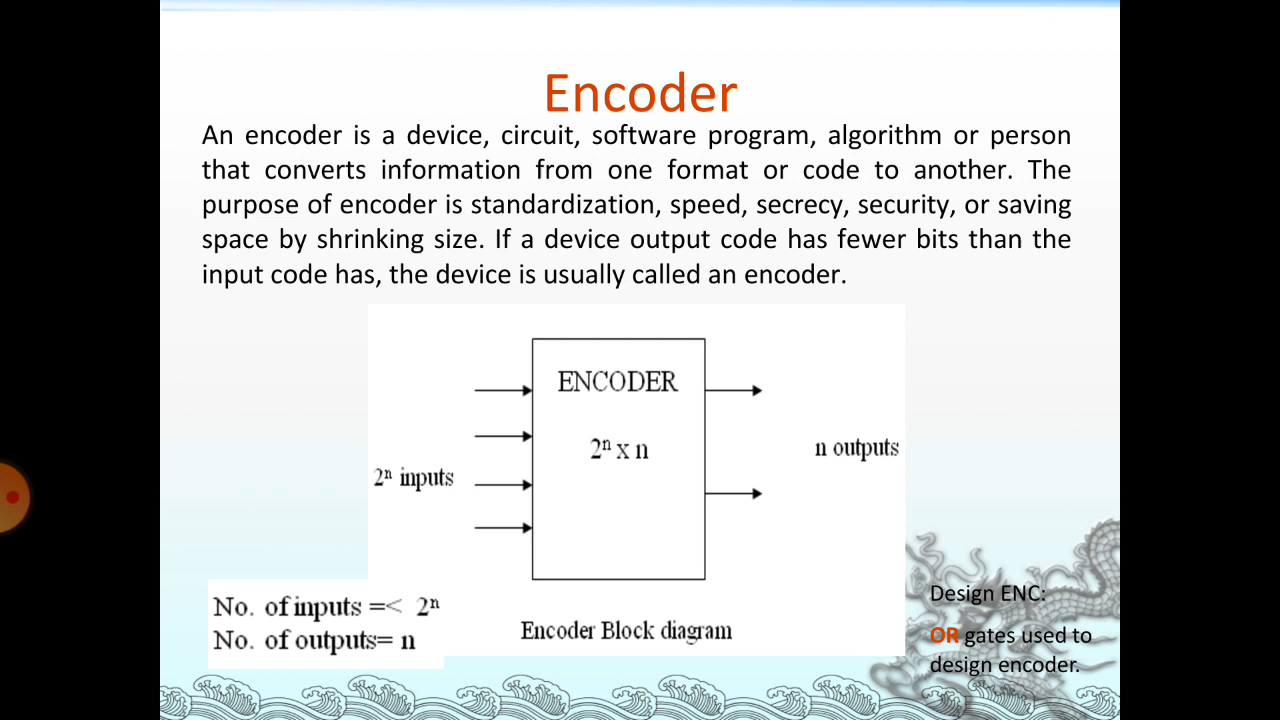 Encoder
An encoder is a device, circuit, software program, algorithm or person
that converts information from one format or code to another. The
purpose of encoder is standardization, speed, secrecy, security, or saving
space by shrinking size. If a device output code has fewer bits than the
input code has, the device is usually called an encoder.
ENCODER
2ⁿ x n
n outputs
2ⁿ inputs
No. of inputs =< 2ⁿ
No. of outputs= n
Encoder Block diagram
Design ENC:
OR gates used to
design encoder.